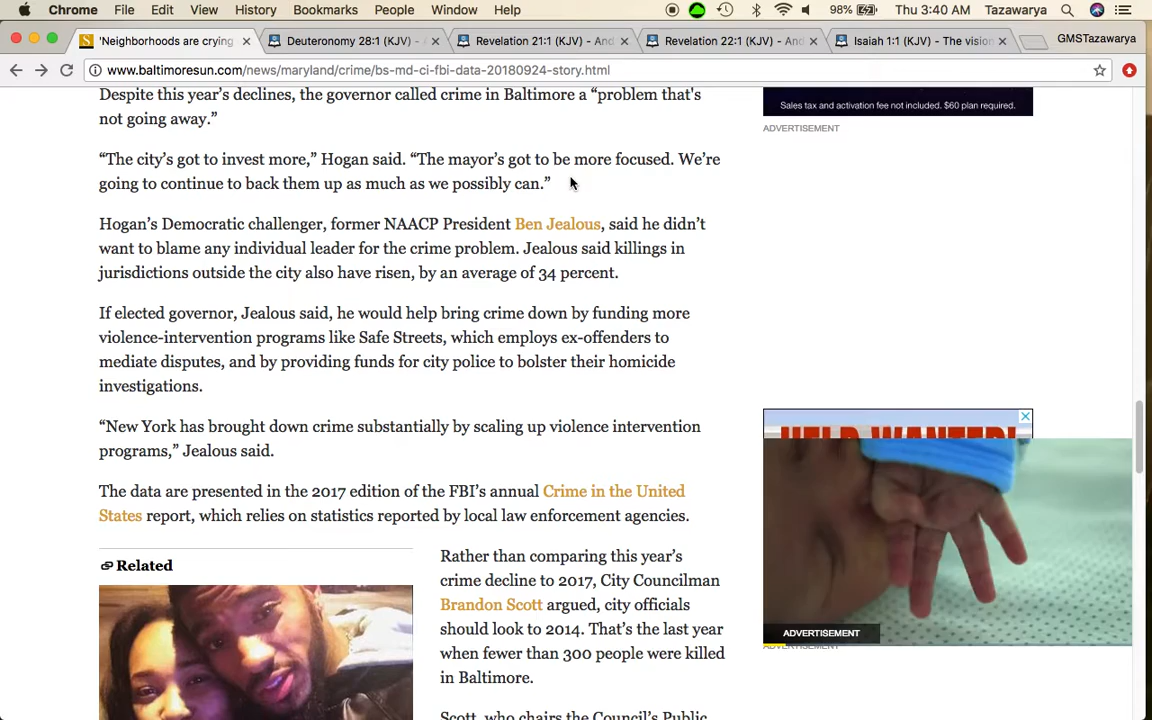 Chrome File Edit View History Bookmarks People Window Help 98% Thu 3:40 AM Tazawarya
'Neighborhoods are crying Deuteronomy 28:1 (KJV) - Revelation 21:1 (KJV) - And Revelation 22:1 (KJV) - And Isaiah 1:1 (KJV) - The vision GMSTazawarya
www.baltimoresun.com/news/maryland/crime/bs-md-ci-fbi-data-20180924-story.html
Despite this year's declines, the governor called crime in Baltimore a “problem that's
not going away.”
“The city’s got to invest more,” Hogan said. “The mayor’s got to be more focused. We’re
going to continue to back them up as much as we possibly can.”
Hogan’s Democratic challenger, former NAACP President Ben Jealous, said he didn’t
want to blame any individual leader for the crime problem. Jealous said killings in
jurisdictions outside the city also have risen, by an average of 34 percent.
If elected governor, Jealous said, he would help bring crime down by funding more
violence-intervention programs like Safe Streets, which employs ex-offenders to
mediate disputes, and by providing funds for city police to bolster their homicide
investigations.
“New York has brought down crime substantially by scaling up violence intervention
programs,” Jealous said.
The data are presented in the 2017 edition of the FBI’s annual Crime in the United
States report, which relies on statistics reported by local law enforcement agencies.
Related
Rather than comparing this year’s
crime decline to 2017, City Councilman
Brandon Scott argued, city officials
should look to 2014. That’s the last year
when fewer than 300 people were killed
in Baltimore.
Scott, who chairs the Council’s Public
Sales tax and activation fee not included. $60 plan required.
ADVERTISEMENT
HELP WANTED!
ADVERTISEMENT
ADVERTISEMENT